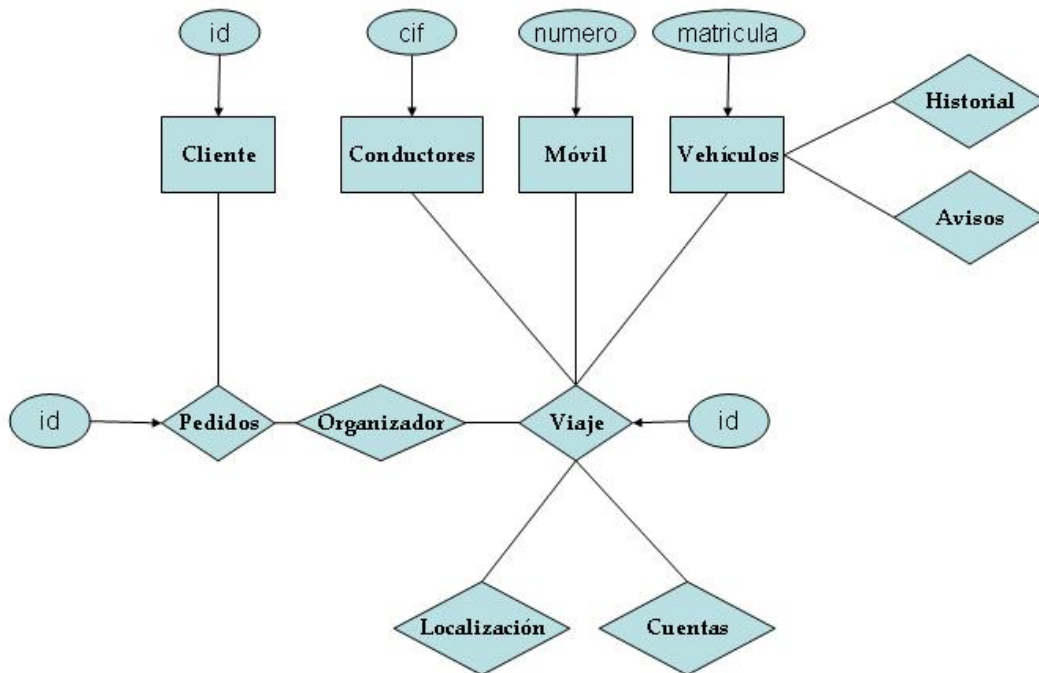 id
cif
numero
matricula
Historial
Cliente
Conductores
Móvil
Vehículos
Avisos
id
Pedidos
Organizador
Viaje
id
Localización
Cuentas